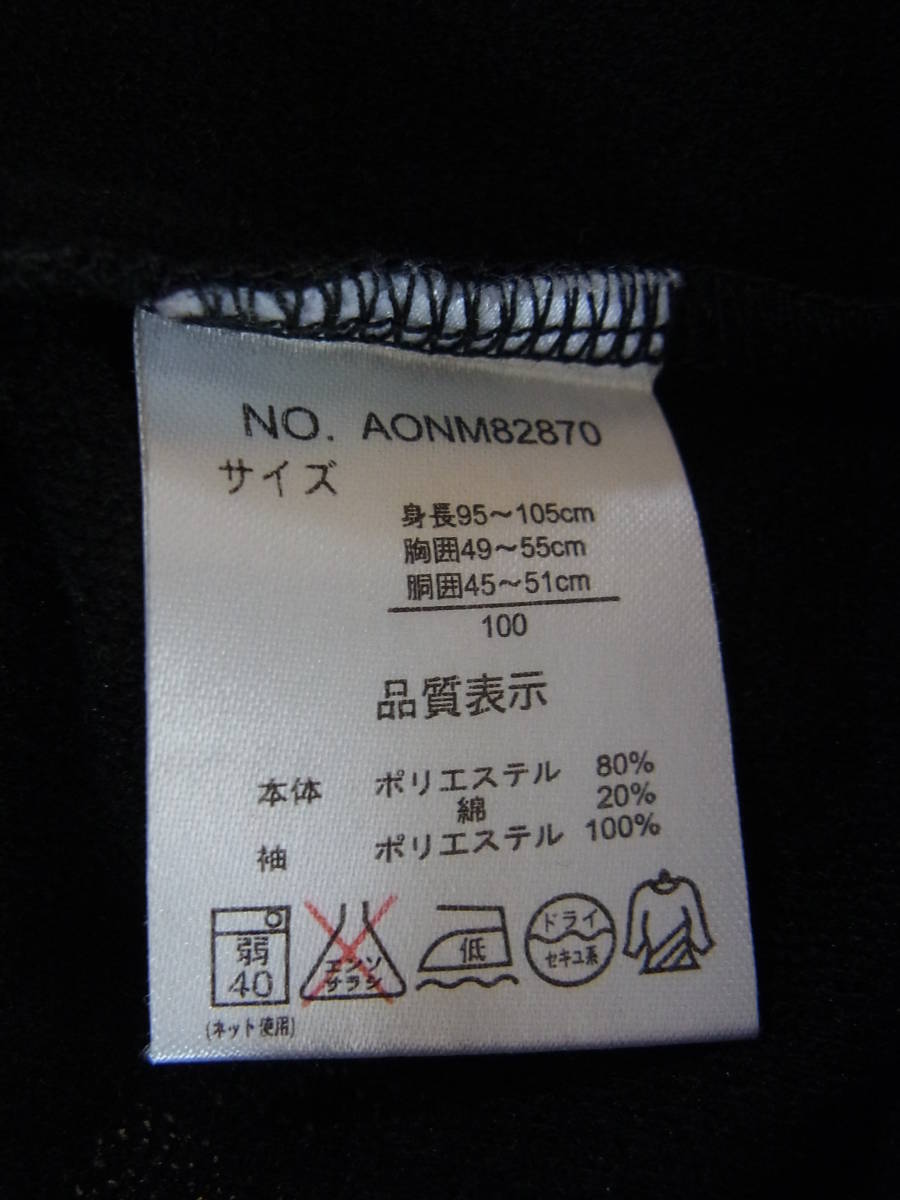 NO. AONM82870
サイズ
身長95～105cm
胸囲49～55cm
胴囲45～51cm
100
品質表示
本体 ポリエステル 80%
綿 20%
袖 ポリエステル 100%
弱
40
(ネット使用)
エンソ
サラシ
低
ドライ
セキユ系